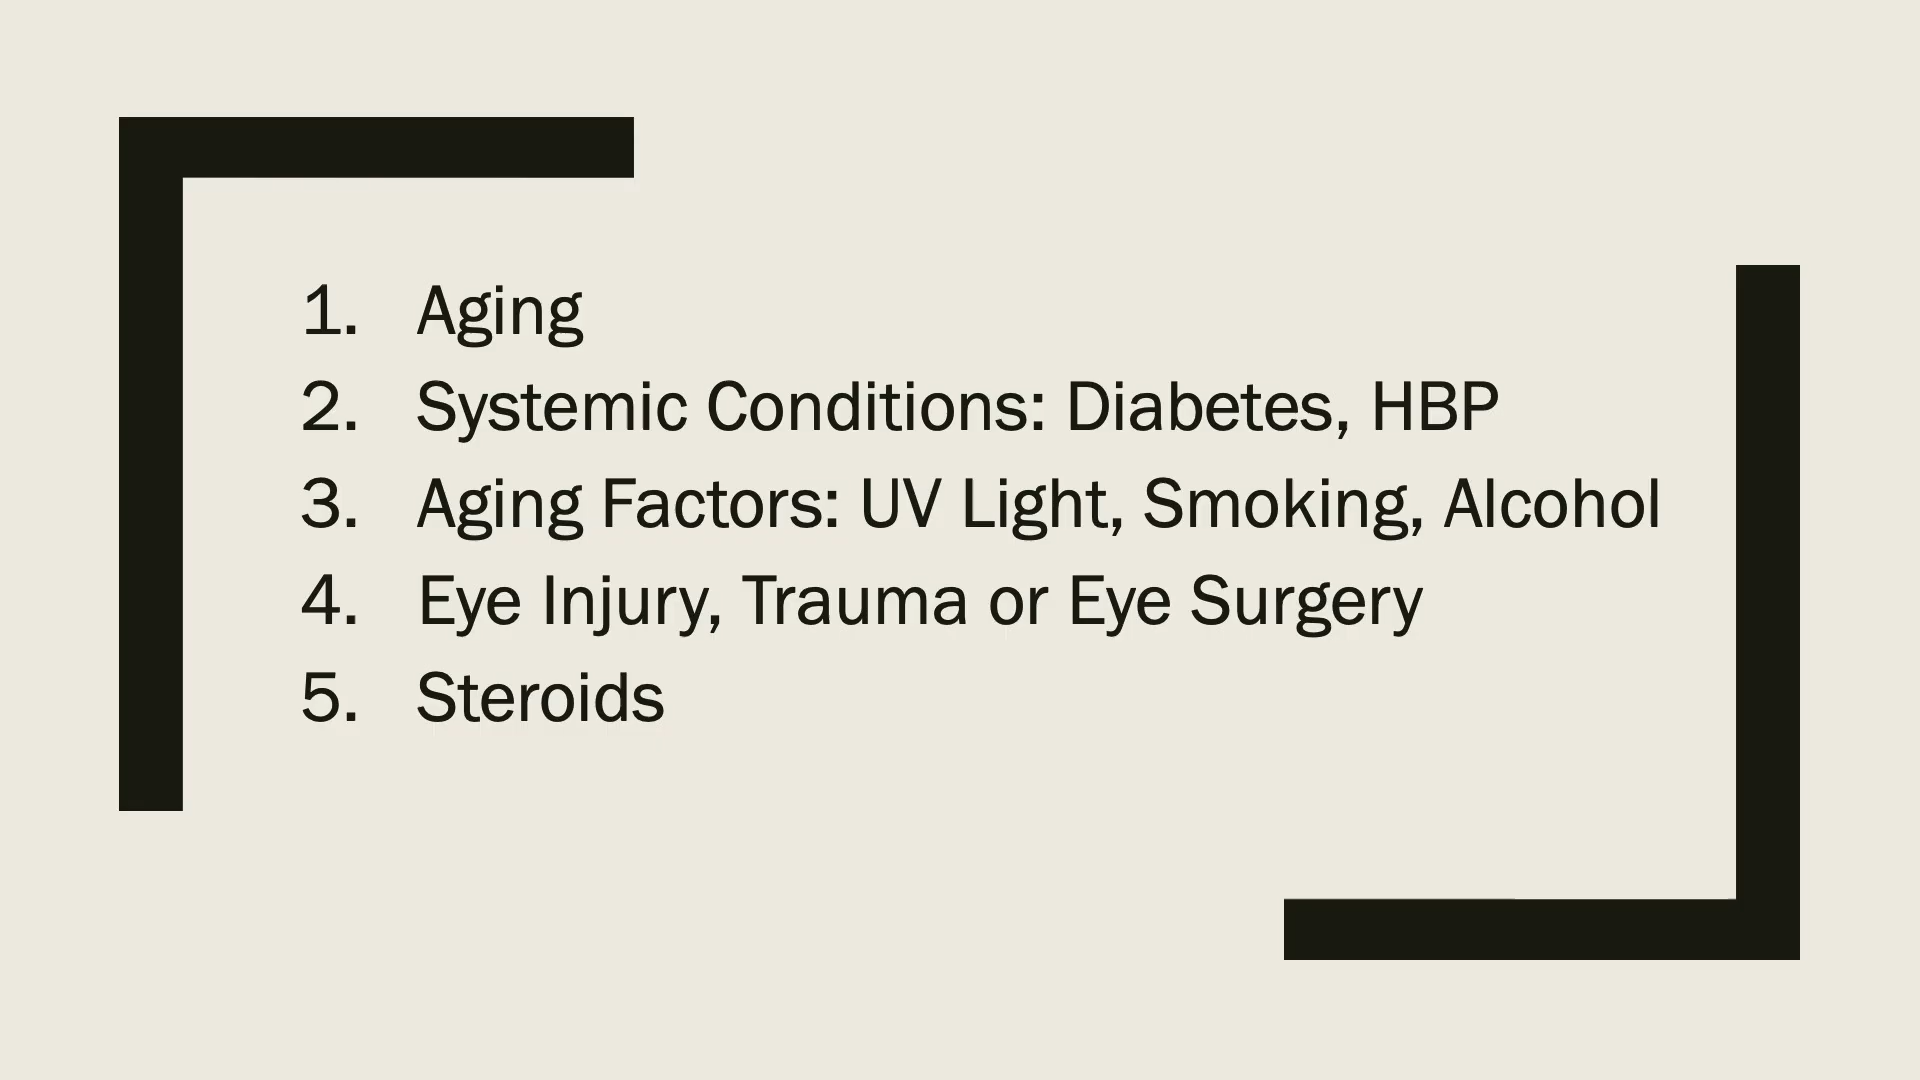 1. Aging
2. Systemic Conditions: Diabetes, HBP
3. Aging Factors: UV Light, Smoking, Alcohol
4. Eye Injury, Trauma or Eye Surgery
5. Steroids